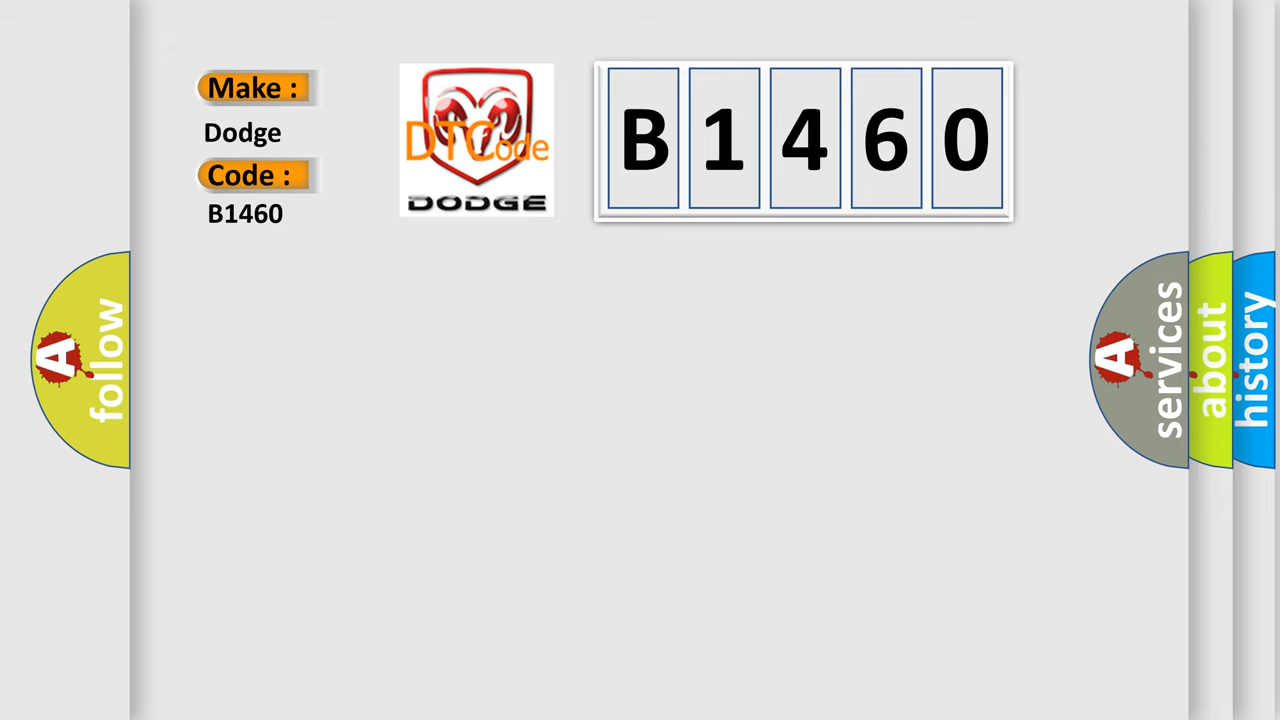 Make :
Dodge
Code :
B1460
DTCode
DODGE
B 1 4 6 0
A follow
A services
about
history